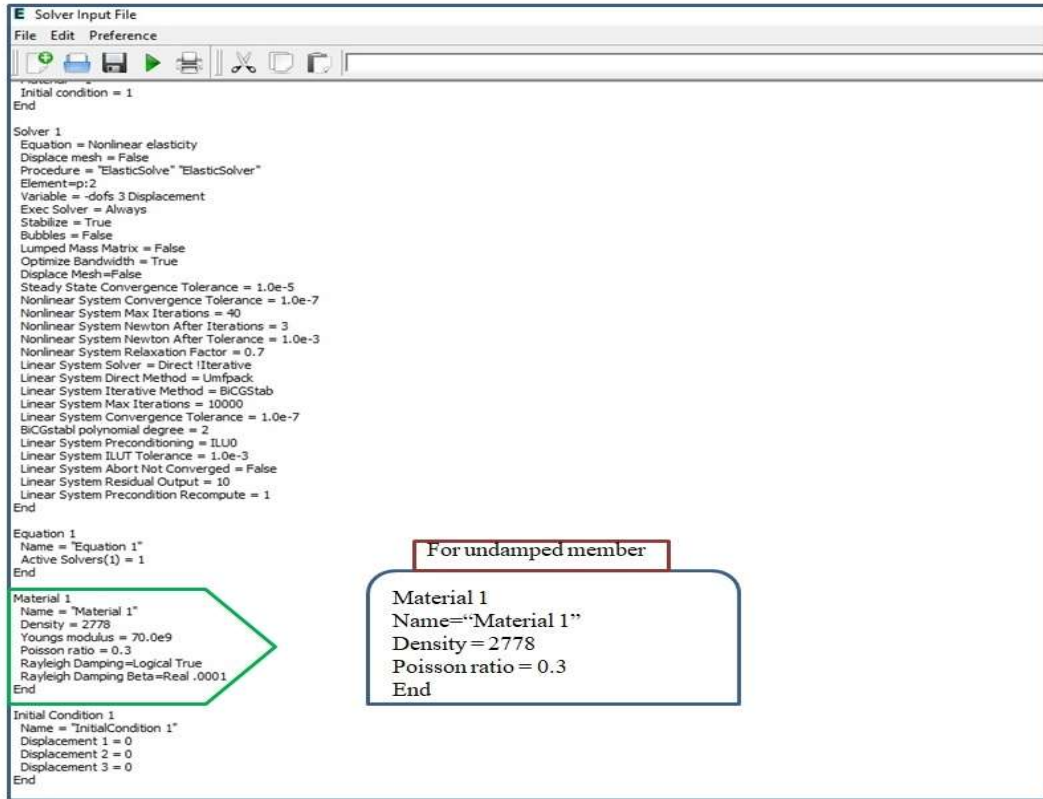 E Solver Input File
File Edit Preference
Initial condition = 1
End
Solver 1
Equation = Nonlinear elasticity
Displace mesh = False
Procedure = "ElasticSolve" "ElasticSolver"
Element=p:2
Variable = -dofs 3 Displacement
Exec Solver = Always
Stabilize = True
Bubbles = False
Lumped Mass Matrix = False
Optimize Bandwidth = True
Displace Mesh=False
Steady State Convergence Tolerance = 1.0e-5
Nonlinear System Convergence Tolerance = 1.0e-7
Nonlinear System Max Iterations = 40
Nonlinear System Newton After Iterations = 3
Nonlinear System Newton After Tolerance = 1.0e-3
Nonlinear System Relaxation Factor = 0.7
Linear System Solver = Direct !Iterative
Linear System Direct Method = Umfpack
Linear System Iterative Method = BiCGStab
Linear System Max Iterations = 10000
Linear System Convergence Tolerance = 1.0e-7
BiCGstabl polynomial degree = 2
Linear System Preconditioning = ILU0
Linear System ILUT Tolerance = 1.0e-3
Linear System Abort Not Converged = False
Linear System Residual Output = 10
Linear System Precondition Recompute = 1
End
Equation 1
Name = "Equation 1"
Active Solvers(1) = 1
End
Material 1
Name = "Material 1"
Density = 2778
Youngs modulus = 70.0e9
Poisson ratio = 0.3
Rayleigh Damping=Logical True
Rayleigh Damping Beta=Real .0001
End
Initial Condition 1
Name = "InitialCondition 1"
Displacement 1 = 0
Displacement 2 = 0
Displacement 3 = 0
End
For undamped member
Material 1
Name=“Material 1”
Density = 2778
Poisson ratio = 0.3
End